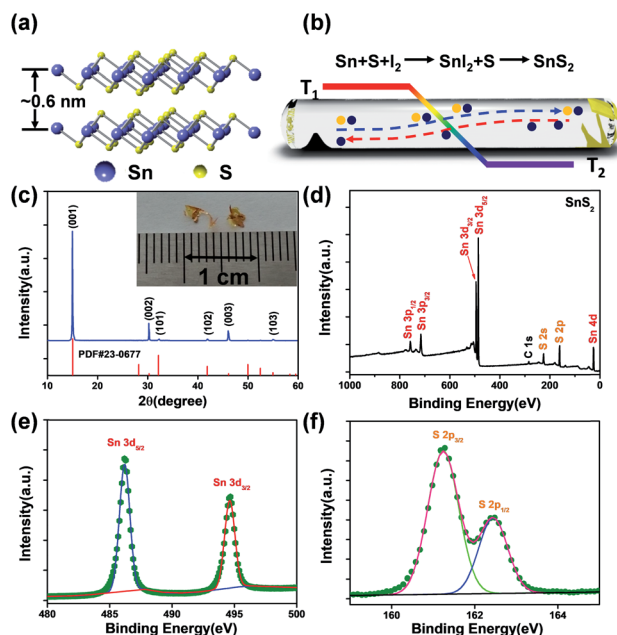 (a)
~0.6 nm
Sn
S
(b)
Sn+S+I₂ → SnI₂+S → SnS₂
T₁
T₂
(c)
(001)
(002)
(101)
(102)
(003)
(103)
1 cm
PDF#23-0677
Intensity(a.u.)
10 20 30 40 50 60
2θ(degree)
(d)
SnS₂
Sn 3p₁/₂
Sn 3p₃/₂
Sn 3d₃/₂
Sn 3d₅/₂
C 1s
S 2s
S 2p
Sn 4d
Intensity(a.u.)
1000 800 600 400 200 0
Binding Energy(eV)
(e)
Sn 3d₅/₂
Sn 3d₃/₂
Intensity(a.u.)
480 485 490 495 500
Binding Energy(eV)
(f)
S 2p₃/₂
S 2p₁/₂
Intensity(a.u.)
160 162 164
Binding Energy(eV)